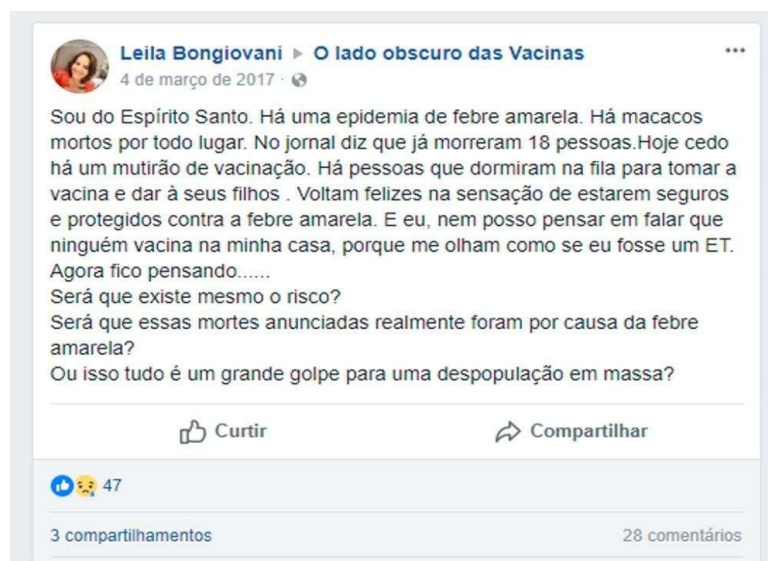 Leila Bongiovani ▸ O lado obscuro das Vacinas
4 de março de 2017 ·
Sou do Espírito Santo. Há uma epidemia de febre amarela. Há macacos
mortos por todo lugar. No jornal diz que já morreram 18 pessoas.Hoje cedo
há um mutirão de vacinação. Há pessoas que dormiram na fila para tomar a
vacina e dar à seus filhos . Voltam felizes na sensação de estarem seguros
e protegidos contra a febre amarela. E eu, nem posso pensar em falar que
ninguém vacina na minha casa, porque me olham como se eu fosse um ET.
Agora fico pensando......
Será que existe mesmo o risco?
Será que essas mortes anunciadas realmente foram por causa da febre
amarela?
Ou isso tudo é um grande golpe para uma despopulação em massa?
Curtir Compartilhar
47
3 compartilhamentos 28 comentários